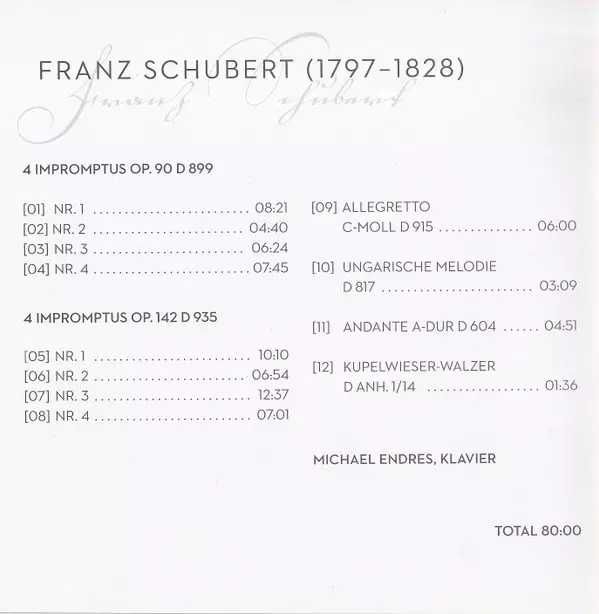 FRANZ SCHUBERT (1797–1828)
Franz Schubert
4 IMPROMPTUS OP. 90 D 899
[01] NR. 1 ......................... 08:21
[02] NR. 2 ........................ 04:40
[03] NR. 3 ........................ 06:24
[04] NR. 4 ......................... 07:45
4 IMPROMPTUS OP. 142 D 935
[05] NR. 1 ......................... 10:10
[06] NR. 2 ........................ 06:54
[07] NR. 3 ......................... 12:37
[08] NR. 4 ......................... 07:01
[09] ALLEGRETTO
C-MOLL D 915 ............... 06:00
[10] UNGARISCHE MELODIE
D 817 ........................ 03:09
[11] ANDANTE A-DUR D 604 ...... 04:51
[12] KUPELWIESER-WALZER
D ANH. 1/14 .................. 01:36
MICHAEL ENDRES, KLAVIER
TOTAL 80:00